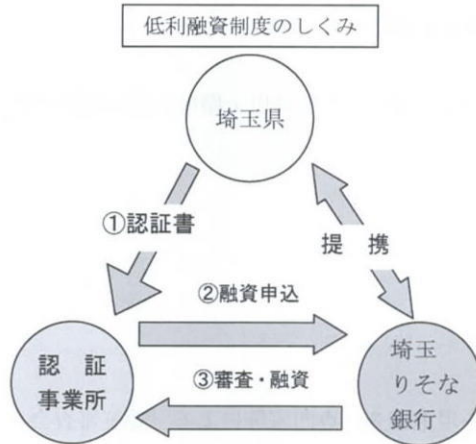 低利融資制度のしくみ
埼玉県
①認証書
提 携
②融資申込
認 証
事業所
埼玉
りそな
銀行
③審査・融資